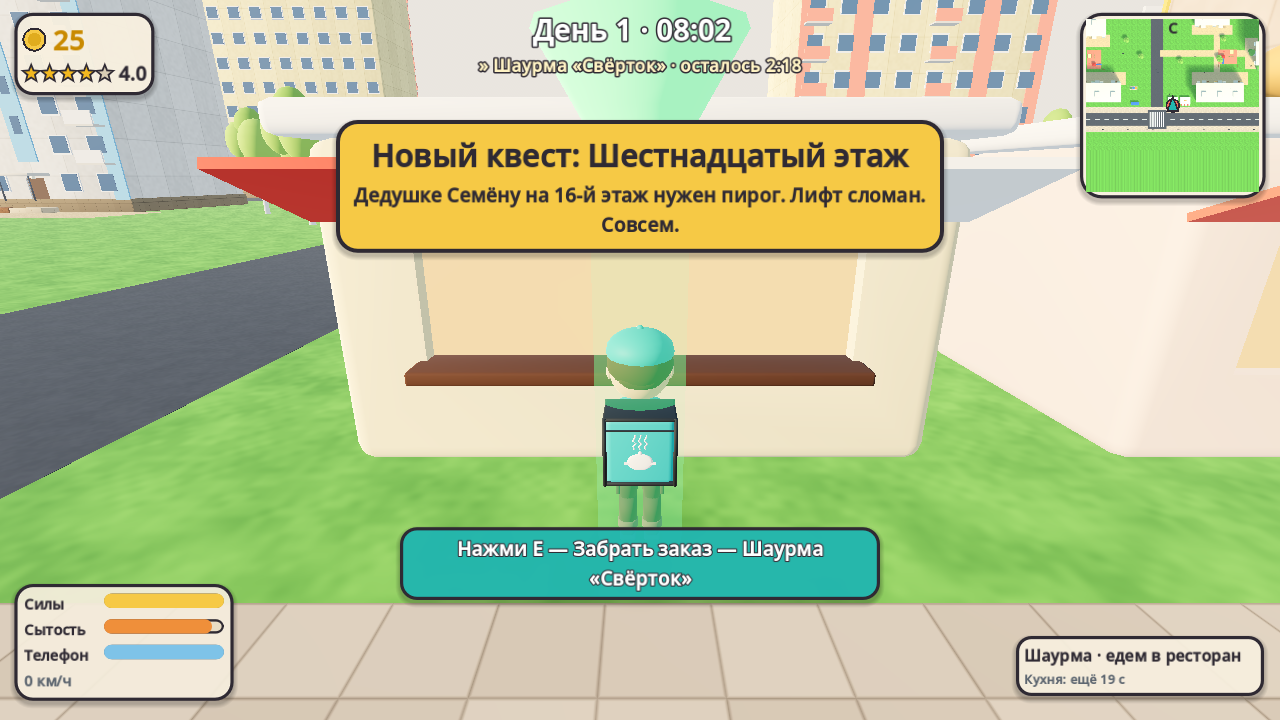 25
4.0
День 1 · 08:02
» Шаурма «Свёрток» · осталось 2:18
С
Новый квест: Шестнадцатый этаж
Дедушке Семёну на 16-й этаж нужен пирог. Лифт сломан.
Совсем.
Нажми E — Забрать заказ — Шаурма
«Свёрток»
Силы
Сытость
Телефон
0 км/ч
Шаурма · едем в ресторан
Кухня: ещё 19 с